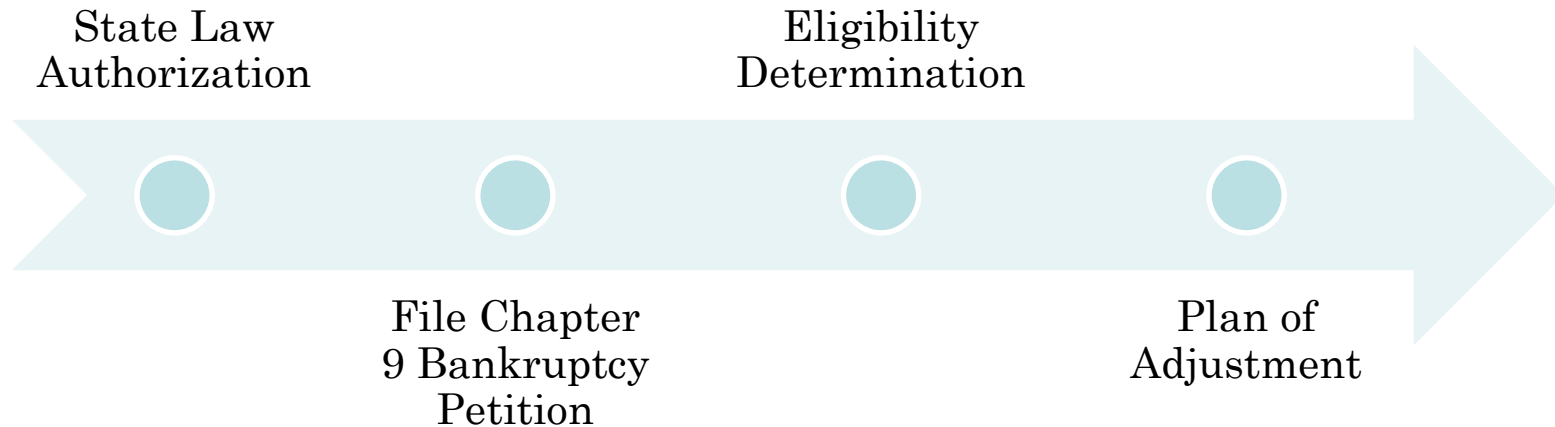 State Law
Authorization
File Chapter
9 Bankruptcy
Petition
Eligibility
Determination
Plan of
Adjustment